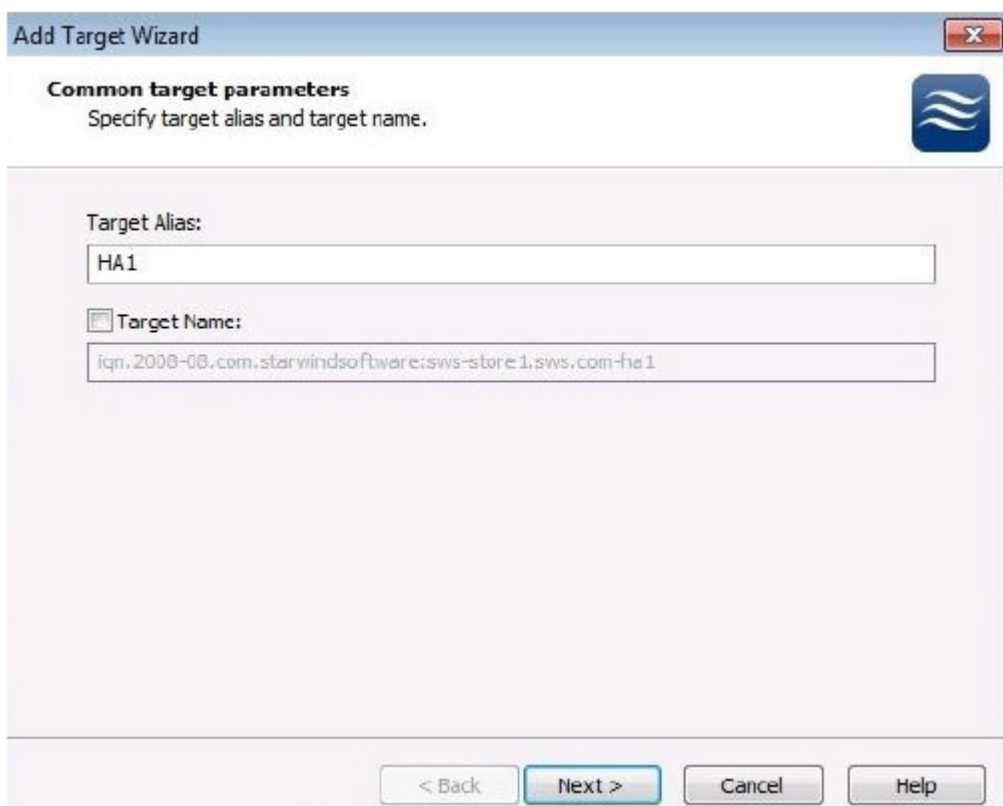 Add Target Wizard
Common target parameters
Specify target alias and target name.
Target Alias:
HA1
Target Name:
iqn.2008-08.com.starwindsoftware:sws-store1.sws.com-ha1
< Back Next > Cancel Help